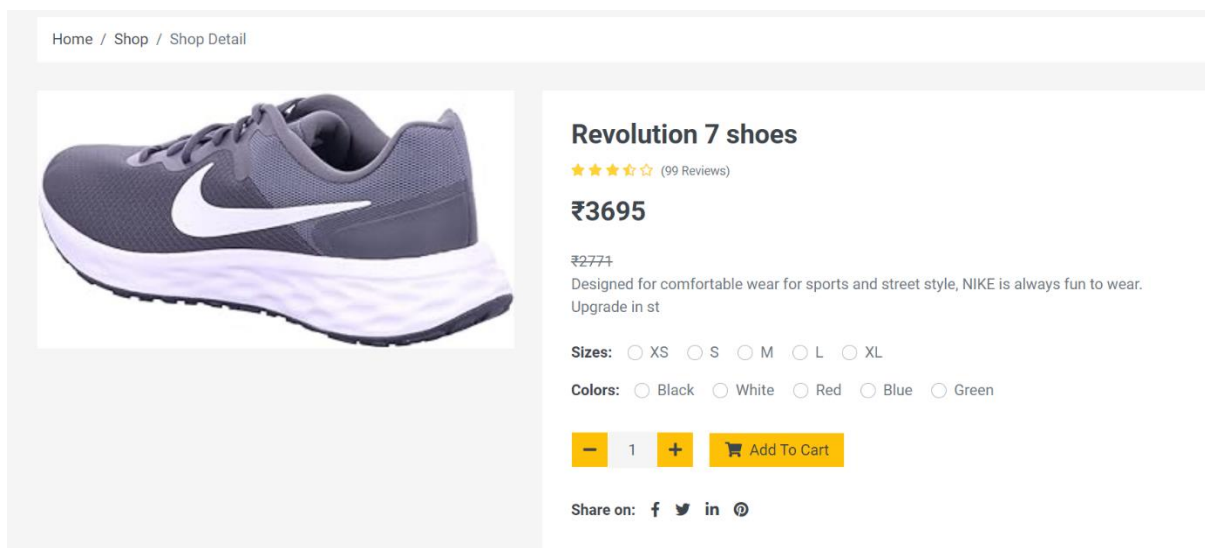 Home / Shop / Shop Detail
Revolution 7 shoes
(99 Reviews)
₹3695
₹2771
Designed for comfortable wear for sports and street style, NIKE is always fun to wear.
Upgrade in st
Sizes: XS S M L XL
Colors: Black White Red Blue Green
1 Add To Cart
Share on: